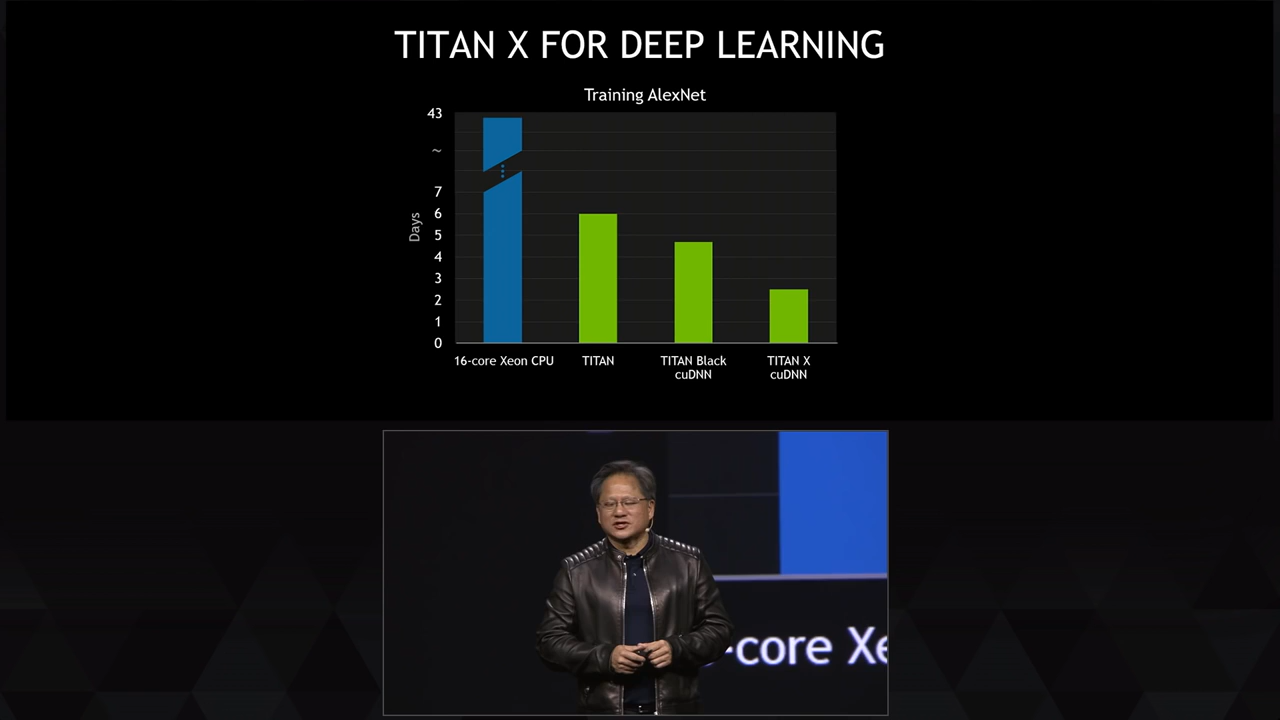 TITAN X FOR DEEP LEARNING
Training AlexNet
43
~
7
6
5
4
3
2
1
0
Days
16-core Xeon CPU
TITAN
TITAN Black
cuDNN
TITAN X
cuDNN
-core Xe